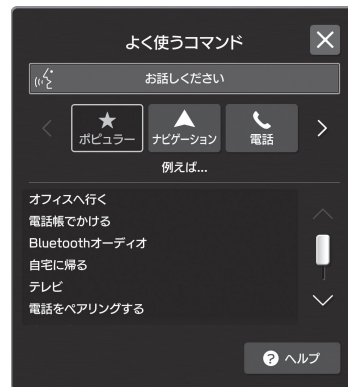 よく使うコマンド
お話しください
ポピュラー
ナビゲーション
電話
例えば...
オフィスへ行く
電話帳でかける
Bluetoothオーディオ
自宅に帰る
テレビ
電話をペアリングする
? ヘルプ